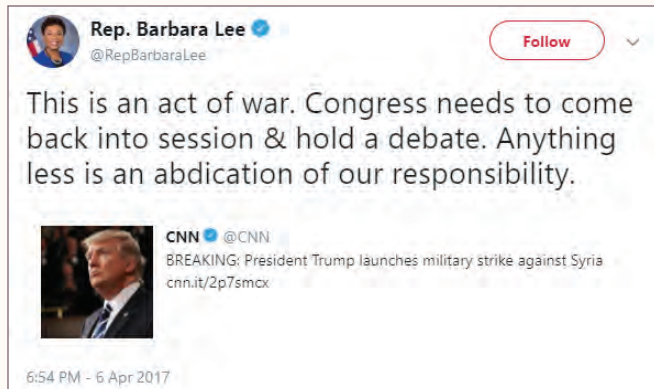 Rep. Barbara Lee
@RepBarbaraLee
Follow
This is an act of war. Congress needs to come
back into session & hold a debate. Anything
less is an abdication of our responsibility.
CNN @CNN
BREAKING: President Trump launches military strike against Syria
cnn.it/2p7smcx
6:54 PM - 6 Apr 2017